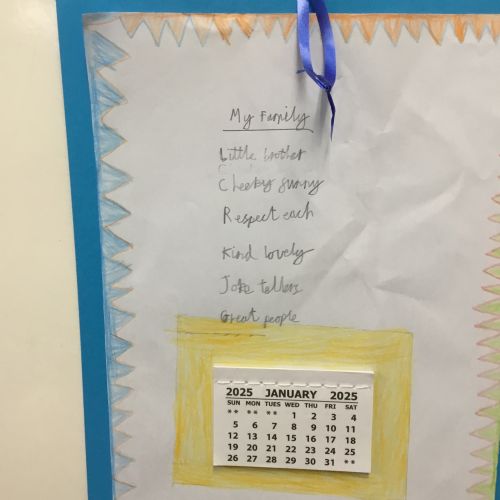 My Family
Little brother
Cheeky sunny
Respect each
Kind lovely
Joke tellers
Great people
2025 JANUARY 2025
SUN MON TUES WED THU FRI SAT
** ** ** 1 2 3 4
5 6 7 8 9 10 11
12 13 14 15 16 17 18
19 20 21 22 23 24 25
26 27 28 29 30 31 **